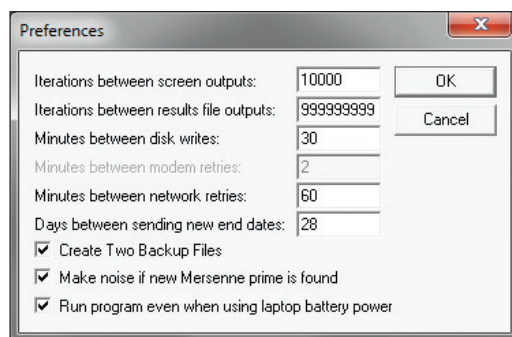 Preferences
Iterations between screen outputs: 10000
OK
Iterations between results file outputs: 999999999
Cancel
Minutes between disk writes: 30
Minutes between modem retries: 2
Minutes between network retries: 60
Days between sending new end dates: 28
Create Two Backup Files
Make noise if new Mersenne prime is found
Run program even when using laptop battery power